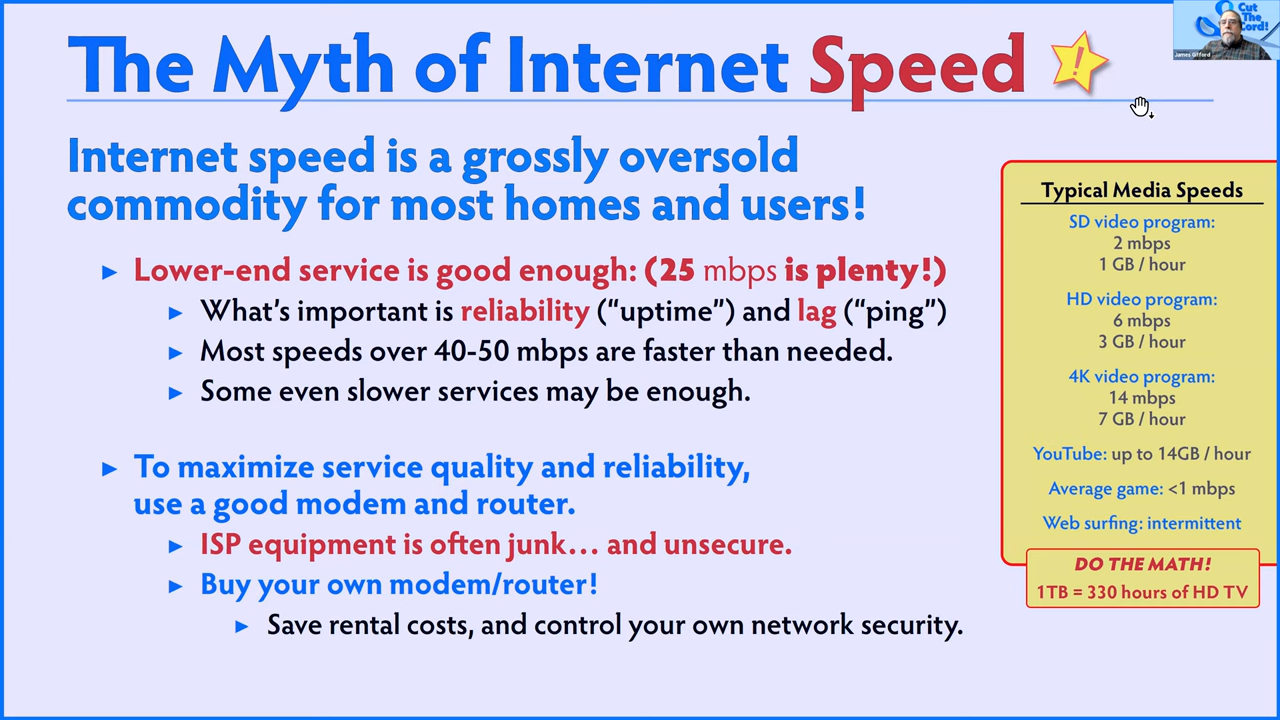 The Myth of Internet Speed
!
Cut
The
Cord!
James Gifford
Internet speed is a grossly oversold
commodity for most homes and users!
► Lower-end service is good enough: (25 mbps is plenty!)
► What's important is reliability (“uptime”) and lag (“ping”)
► Most speeds over 40-50 mbps are faster than needed.
► Some even slower services may be enough.
► To maximize service quality and reliability,
use a good modem and router.
► ISP equipment is often junk... and unsecure.
► Buy your own modem/router!
► Save rental costs, and control your own network security.
Typical Media Speeds
SD video program:
2 mbps
1 GB / hour
HD video program:
6 mbps
3 GB / hour
4K video program:
14 mbps
7 GB / hour
YouTube: up to 14GB / hour
Average game: <1 mbps
Web surfing: intermittent
DO THE MATH!
1TB = 330 hours of HD TV